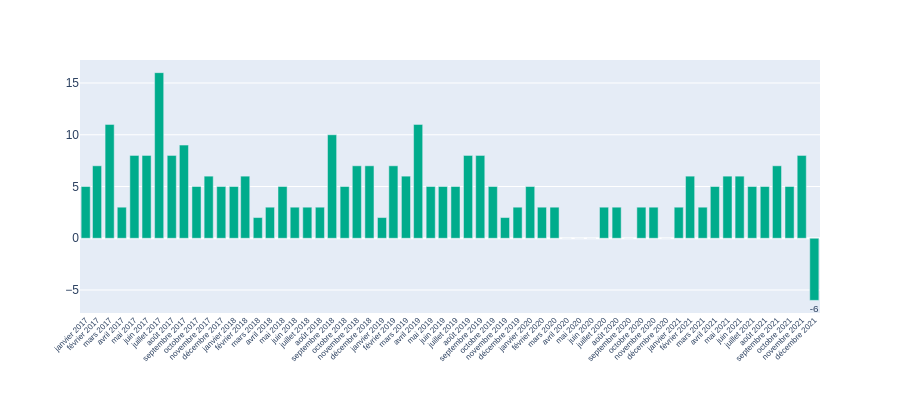 15
10
5
0
−5
-6
janvier 2017
février 2017
mars 2017
avril 2017
mai 2017
juin 2017
juillet 2017
août 2017
septembre 2017
octobre 2017
novembre 2017
décembre 2017
janvier 2018
février 2018
mars 2018
avril 2018
mai 2018
juin 2018
juillet 2018
août 2018
septembre 2018
octobre 2018
novembre 2018
décembre 2018
janvier 2019
février 2019
mars 2019
avril 2019
mai 2019
juin 2019
juillet 2019
août 2019
septembre 2019
octobre 2019
novembre 2019
décembre 2019
janvier 2020
février 2020
mars 2020
avril 2020
mai 2020
juin 2020
juillet 2020
août 2020
septembre 2020
octobre 2020
novembre 2020
décembre 2020
janvier 2021
février 2021
mars 2021
avril 2021
mai 2021
juin 2021
juillet 2021
août 2021
septembre 2021
octobre 2021
novembre 2021
décembre 2021